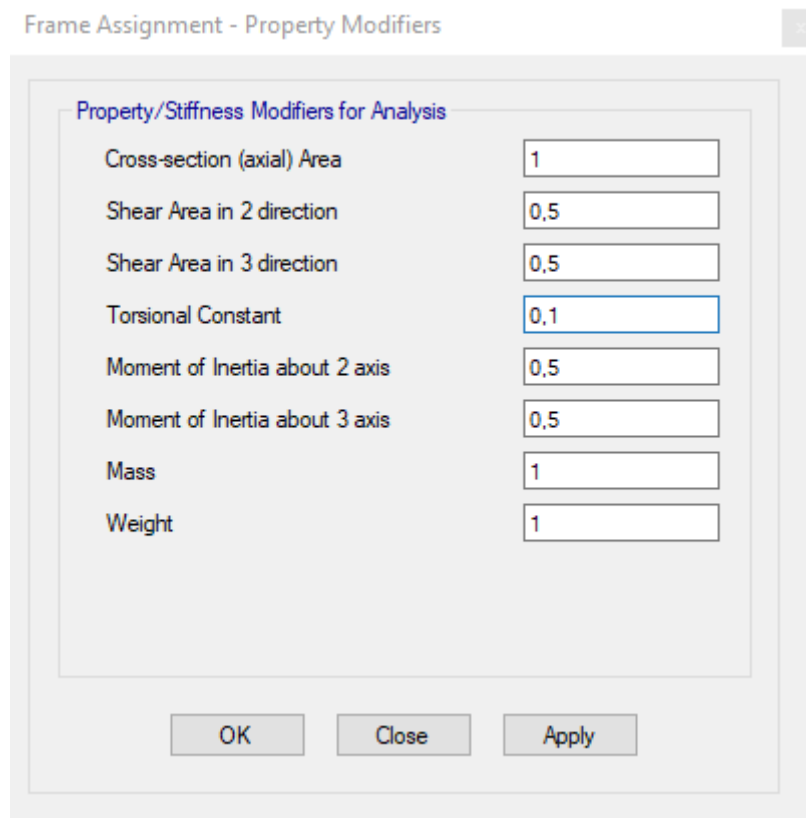 Frame Assignment - Property Modifiers
x
Property/Stiffness Modifiers for Analysis
Cross-section (axial) Area 1
Shear Area in 2 direction 0,5
Shear Area in 3 direction 0,5
Torsional Constant 0,1
Moment of Inertia about 2 axis 0,5
Moment of Inertia about 3 axis 0,5
Mass 1
Weight 1
OK Close Apply